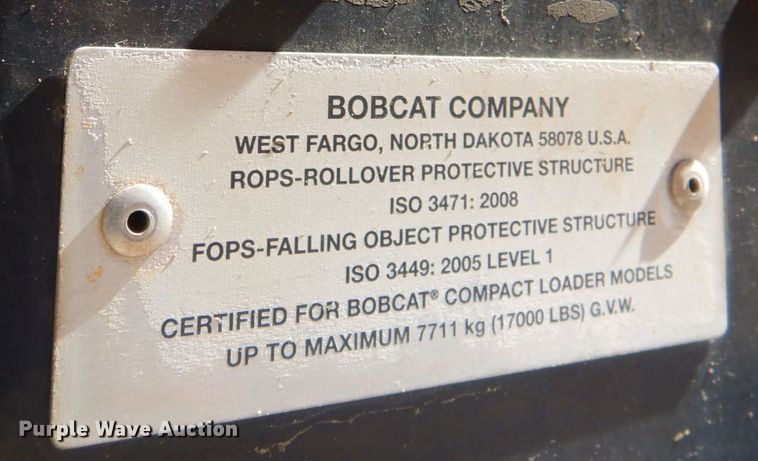 BOBCAT COMPANY
WEST FARGO, NORTH DAKOTA 58078 U.S.A.
ROPS-ROLLOVER PROTECTIVE STRUCTURE
ISO 3471: 2008
FOPS-FALLING OBJECT PROTECTIVE STRUCTURE
ISO 3449: 2005 LEVEL 1
CERTIFIED FOR BOBCAT® COMPACT LOADER MODELS
UP TO MAXIMUM 7711 kg (17000 LBS) G.V.W.
Purple Wave Auction